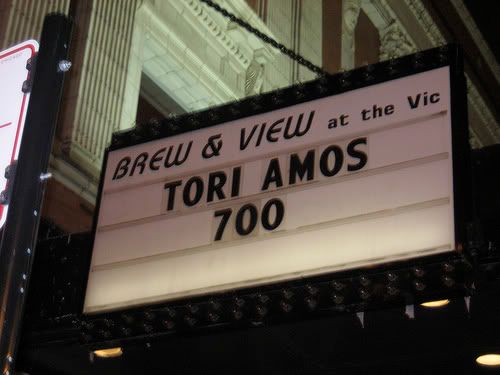 BREW & VIEW at the Vic
TORI AMOS
700